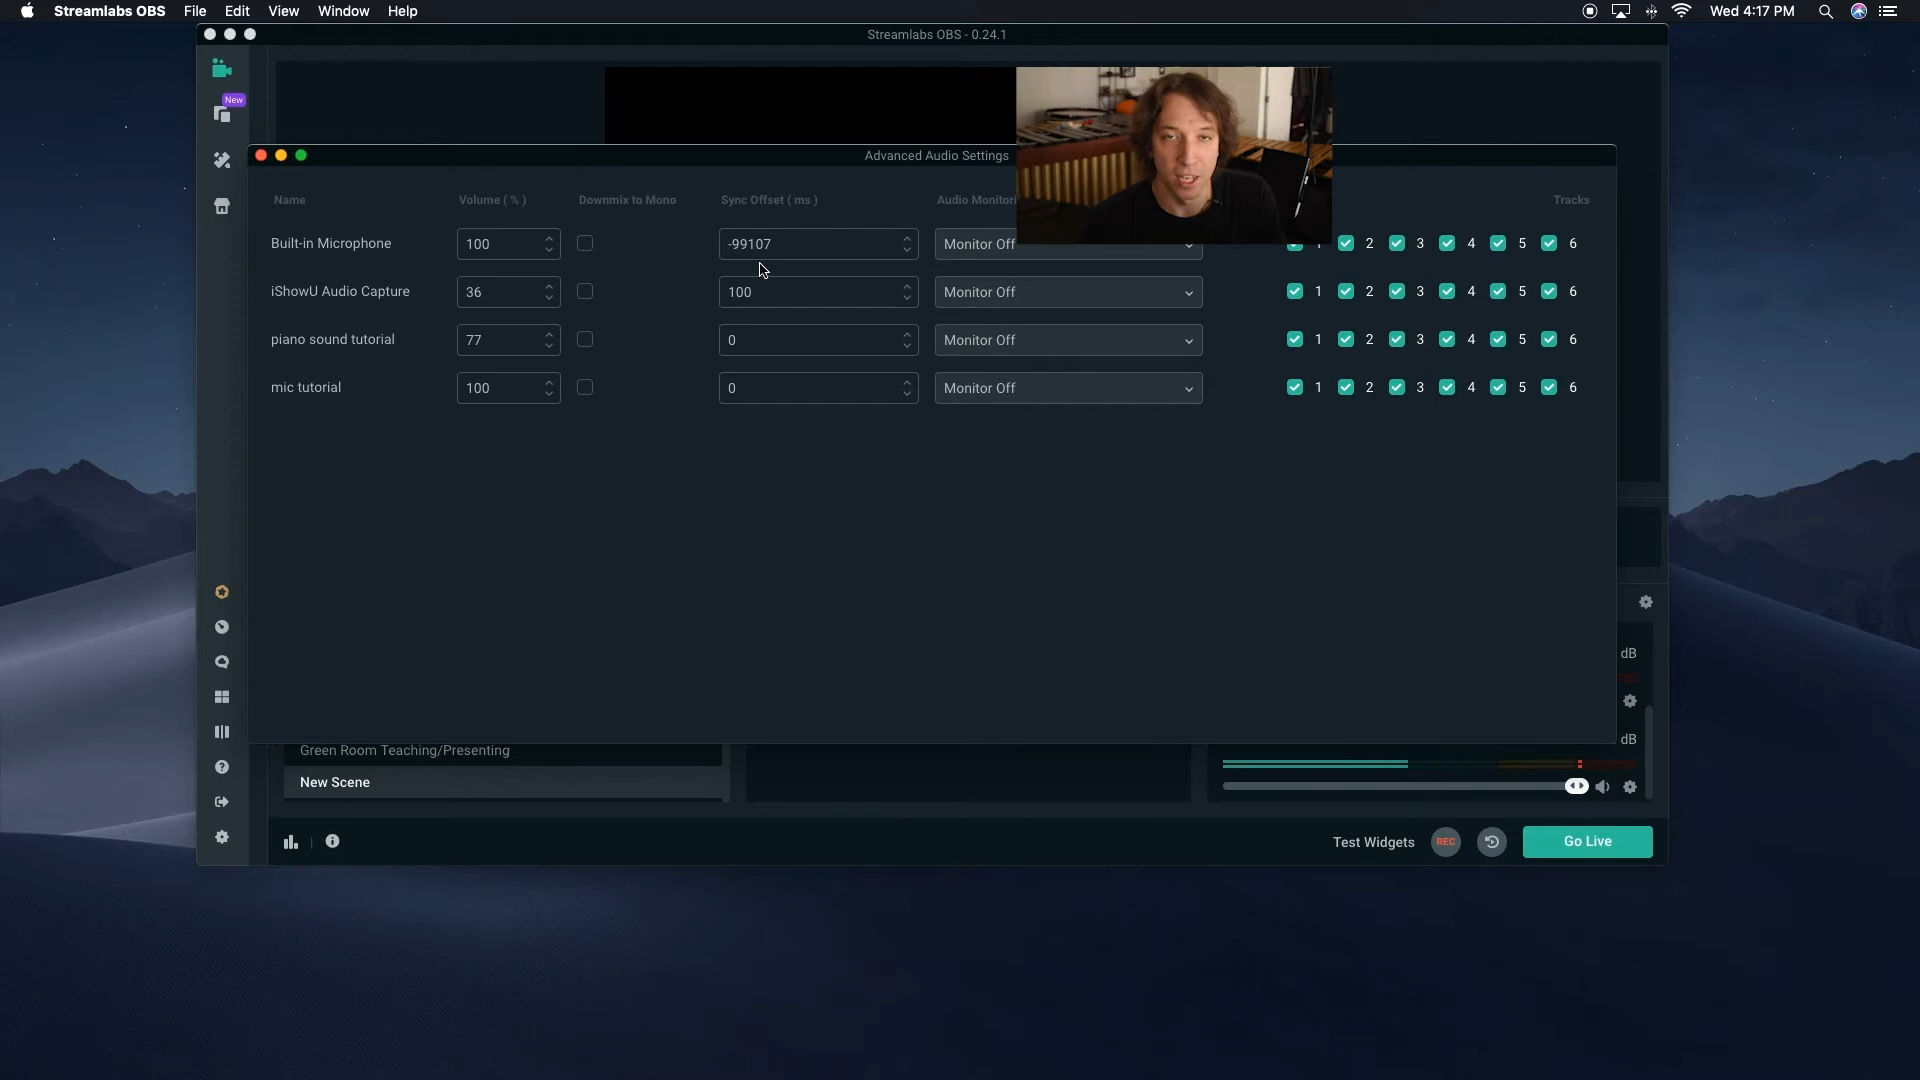 Streamlabs OBS File Edit View Window Help Wed 4:17 PM
Streamlabs OBS - 0.24.1
New
Advanced Audio Settings
Name Volume ( % ) Downmix to Mono Sync Offset ( ms ) Audio Monitori Tracks
Built-in Microphone 100 -99107 Monitor Off 1 2 3 4 5 6
iShowU Audio Capture 36 100 Monitor Off 1 2 3 4 5 6
piano sound tutorial 77 0 Monitor Off 1 2 3 4 5 6
mic tutorial 100 0 Monitor Off 1 2 3 4 5 6
dB
dB
Green Room Teaching/Presenting
New Scene
Test Widgets REC Go Live